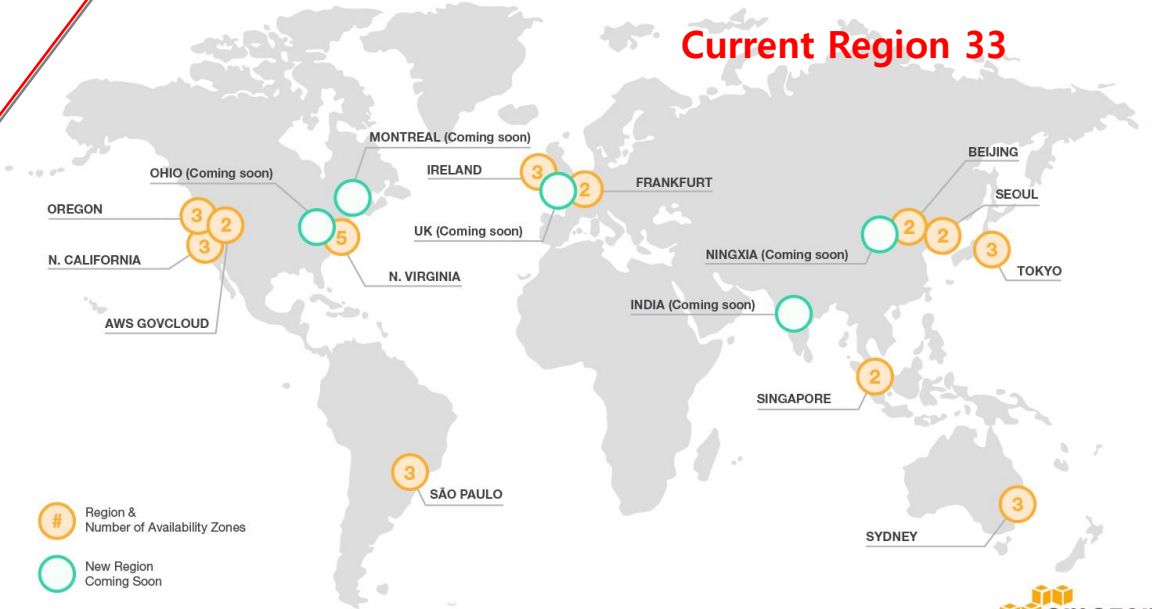 Current Region 33
MONTREAL (Coming soon)
BEIJING
OHIO (Coming soon)
IRELAND
3
FRANKFURT
2
SEOUL
OREGON
3
2
UK (Coming soon)
2
2
5
NINGXIA (Coming soon)
3
N. CALIFORNIA
3
N. VIRGINIA
TOKYO
INDIA (Coming soon)
AWS GOVCLOUD
2
SINGAPORE
3
SÃO PAULO
3
SYDNEY
# Region &
Number of Availability Zones
New Region
Coming Soon